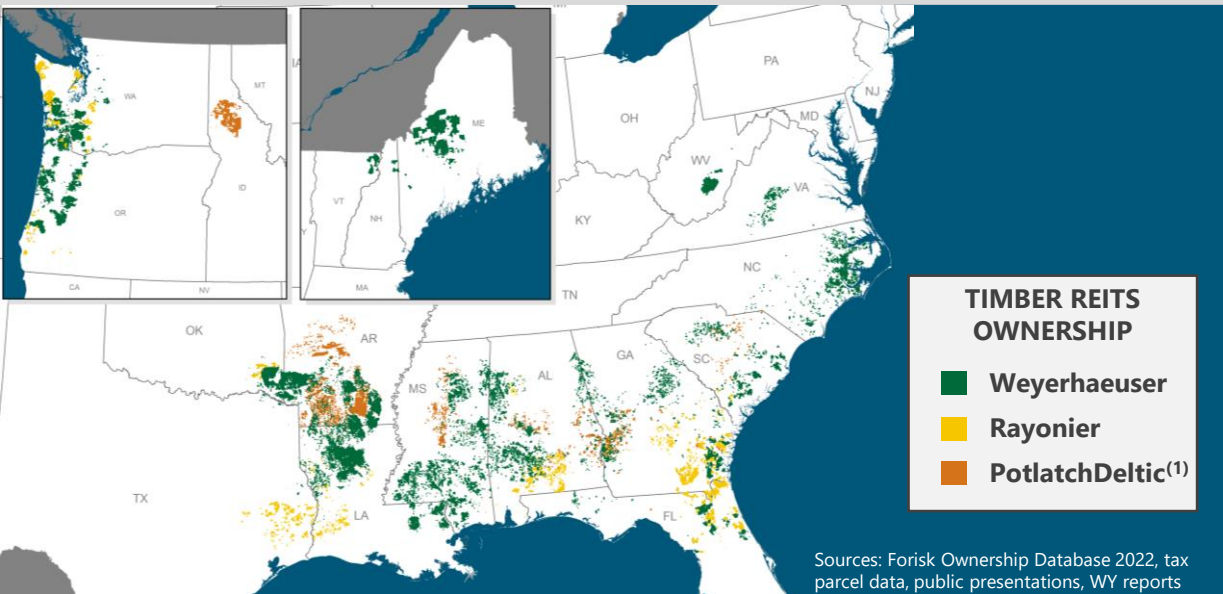 WA
MT
ID
OR
CA
NV
ME
VT
NH
MA
PA
NJ
OH
MD
WV
VA
KY
NC
TN
OK
AR
MS
AL
GA
SC
TX
LA
FL
TIMBER REITS
OWNERSHIP
Weyerhaeuser
Rayonier
PotlatchDeltic(1)
Sources: Forisk Ownership Database 2022, tax
parcel data, public presentations, WY reports